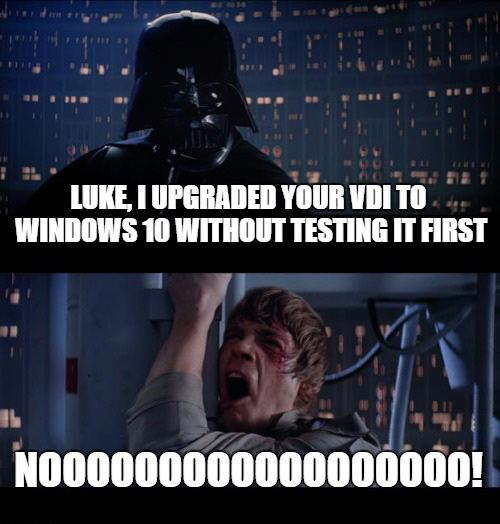 LUKE, I UPGRADED YOUR VDI TO
WINDOWS 10 WITHOUT TESTING IT FIRST
NOOOOOOOOOOOOOOOOOO!